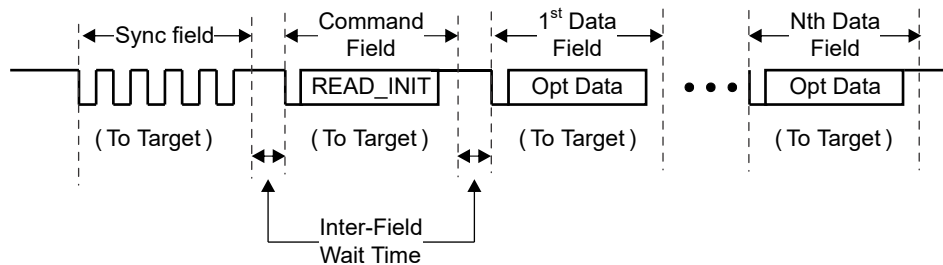 Sync field
Command
Field
1st Data
Field
Nth Data
Field
READ_INIT
Opt Data
Opt Data
( To Target )
( To Target )
( To Target )
( To Target )
Inter-Field
Wait Time